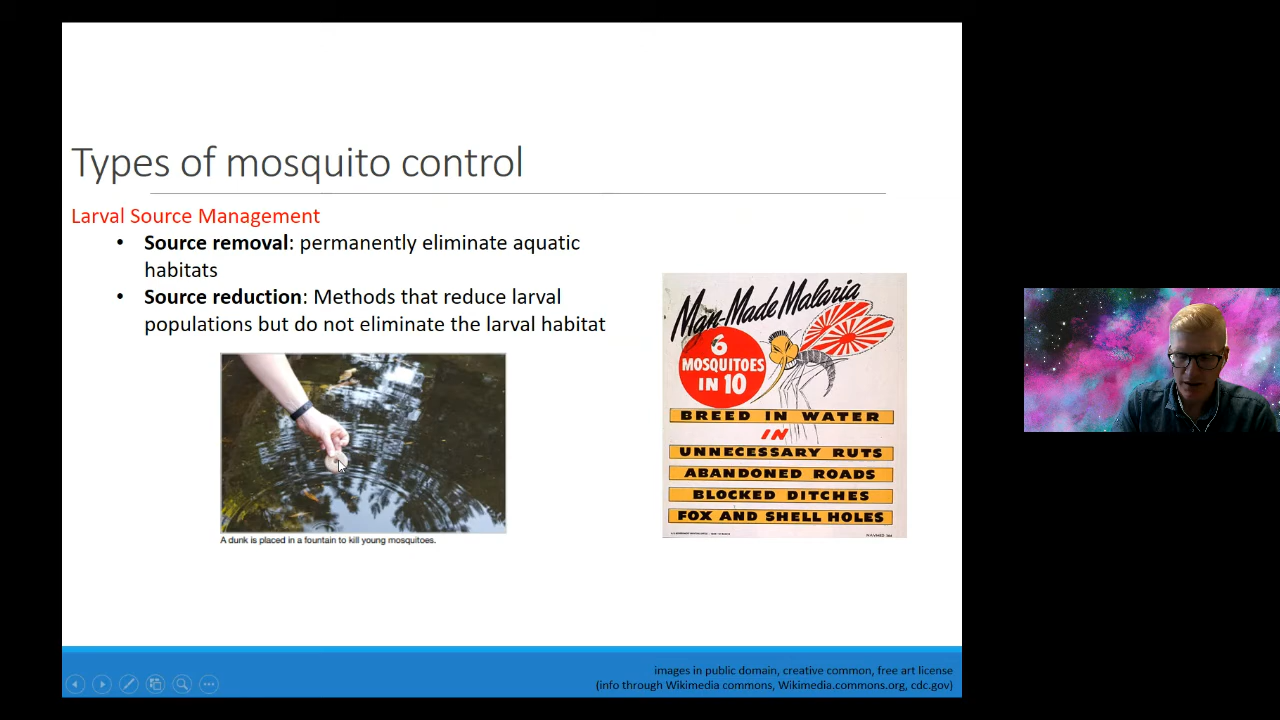 Types of mosquito control
Larval Source Management
• Source removal: permanently eliminate aquatic
habitats
• Source reduction: Methods that reduce larval
populations but do not eliminate the larval habitat
A dunk is placed in a fountain to kill young mosquitoes.
Man-Made Malaria
6
MOSQUITOES
IN 10
BREED IN WATER
IN
UNNECESSARY RUTS
ABANDONED ROADS
BLOCKED DITCHES
FOX AND SHELL HOLES
images in public domain, creative common, free art license
(info through Wikimedia commons, Wikimedia.commons.org, cdc.gov)